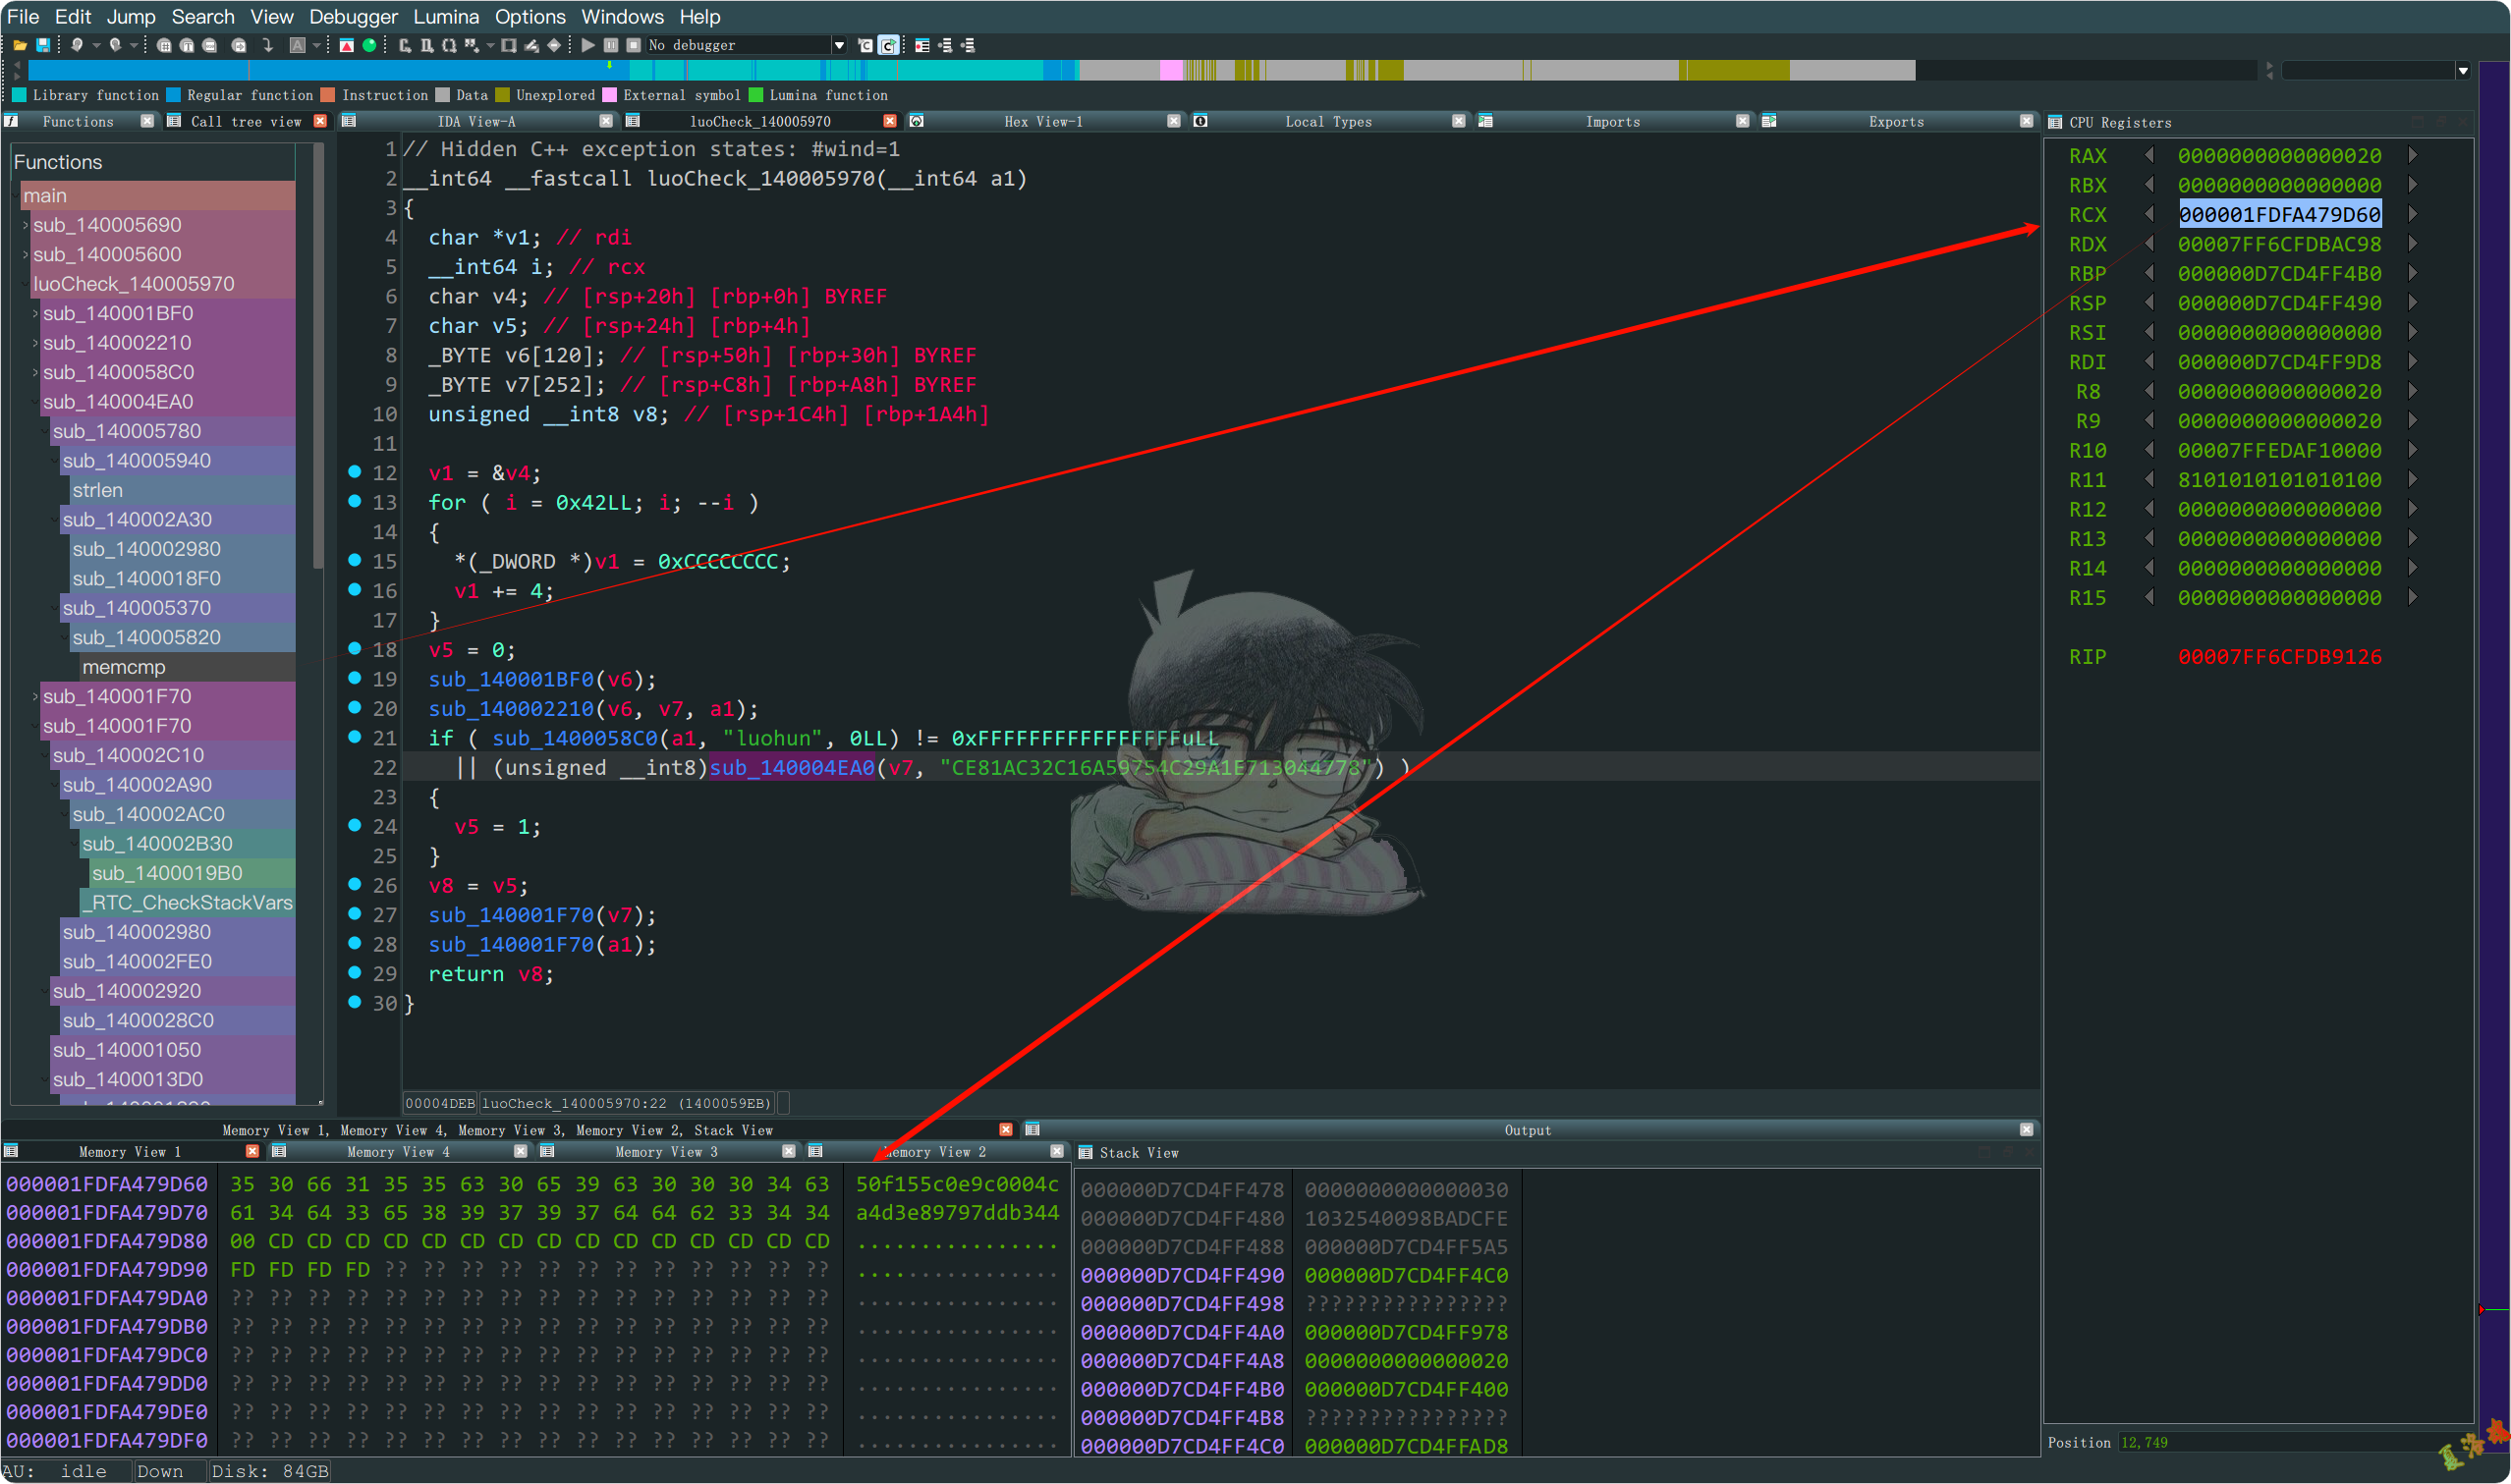 File Edit Jump Search View Debugger Lumina Options Windows Help
No debugger
Library function Regular function Instruction Data Unexplored External symbol Lumina function
Functions Call tree view IDA View-A luoCheck_140005970 Hex View-1 Local Types Imports Exports CPU Registers
Functions
main
sub_140005690
sub_140005600
luoCheck_140005970
sub_140001BF0
sub_140002210
sub_1400058C0
sub_140004EA0
sub_140005780
sub_140005940
strlen
sub_140002A30
sub_140002980
sub_1400018F0
sub_140005370
sub_140005820
memcmp
sub_140001F70
sub_140001F70
sub_140002C10
sub_140002A90
sub_140002AC0
sub_140002B30
sub_1400019B0
_RTC_CheckStackVars
sub_140002980
sub_140002FE0
sub_140002920
sub_1400028C0
sub_140001050
sub_1400013D0
1 // Hidden C++ exception states: #wind=1
2 __int64 __fastcall luoCheck_140005970(__int64 a1)
3 {
4 char *v1; // rdi
5 __int64 i; // rcx
6 char v4; // [rsp+20h] [rbp+0h] BYREF
7 char v5; // [rsp+24h] [rbp+4h]
8 _BYTE v6[120]; // [rsp+50h] [rbp+30h] BYREF
9 _BYTE v7[252]; // [rsp+C8h] [rbp+A8h] BYREF
10 unsigned __int8 v8; // [rsp+1C4h] [rbp+1A4h]
11
12 v1 = &v4;
13 for ( i = 0x42LL; i; --i )
14 {
15 *(_DWORD *)v1 = 0xCCCCCCCC;
16 v1 += 4;
17 }
18 v5 = 0;
19 sub_140001BF0(v6);
20 sub_140002210(v6, v7, a1);
21 if ( sub_1400058C0(a1, "luohun", 0LL) != 0xFFFFFFFFFFFFFFFFuLL
22 || (unsigned __int8)sub_140004EA0(v7, "CE81AC32C16A59754C29A1E713044778") )
23 {
24 v5 = 1;
25 }
26 v8 = v5;
27 sub_140001F70(v7);
28 sub_140001F70(a1);
29 return v8;
30 }
00004DEB luoCheck_140005970:22 (1400059EB)
RAX 0000000000000020
RBX 0000000000000000
RCX 000001FDFA479D60
RDX 00007FF6CFDBAC98
RBP 000000D7CD4FF4B0
RSP 000000D7CD4FF490
RSI 0000000000000000
RDI 000000D7CD4FF9D8
R8 0000000000000020
R9 0000000000000020
R10 00007FFEDAF10000
R11 8101010101010100
R12 0000000000000000
R13 0000000000000000
R14 0000000000000000
R15 0000000000000000
RIP 00007FF6CFDB9126
Position 12,749
Memory View 1, Memory View 4, Memory View 3, Memory View 2, Stack View Output
Memory View 1 Memory View 4 Memory View 3 Memory View 2 Stack View
000001FDFA479D60 35 30 66 31 35 35 63 30 65 39 63 30 30 30 34 63 50f155c0e9c0004c
000001FDFA479D70 61 34 64 33 65 38 39 37 39 37 64 64 62 33 34 34 a4d3e89797ddb344
000001FDFA479D80 00 CD CD CD CD CD CD CD CD CD CD CD CD CD CD CD ................
000001FDFA479D90 FD FD FD FD ?? ?? ?? ?? ?? ?? ?? ?? ?? ?? ?? ?? ................
000001FDFA479DA0 ?? ?? ?? ?? ?? ?? ?? ?? ?? ?? ?? ?? ?? ?? ?? ?? ................
000001FDFA479DB0 ?? ?? ?? ?? ?? ?? ?? ?? ?? ?? ?? ?? ?? ?? ?? ?? ................
000001FDFA479DC0 ?? ?? ?? ?? ?? ?? ?? ?? ?? ?? ?? ?? ?? ?? ?? ?? ................
000001FDFA479DD0 ?? ?? ?? ?? ?? ?? ?? ?? ?? ?? ?? ?? ?? ?? ?? ?? ................
000001FDFA479DE0 ?? ?? ?? ?? ?? ?? ?? ?? ?? ?? ?? ?? ?? ?? ?? ?? ................
000001FDFA479DF0 ?? ?? ?? ?? ?? ?? ?? ?? ?? ?? ?? ?? ?? ?? ?? ?? ................
000000D7CD4FF478 0000000000000030
000000D7CD4FF480 1032540098BADCFE
000000D7CD4FF488 000000D7CD4FF5A5
000000D7CD4FF490 000000D7CD4FF4C0
000000D7CD4FF498 ????????????????
000000D7CD4FF4A0 000000D7CD4FF978
000000D7CD4FF4A8 0000000000000020
000000D7CD4FF4B0 000000D7CD4FF400
000000D7CD4FF4B8 ????????????????
000000D7CD4FF4C0 000000D7CD4FFAD8
AU: idle Down Disk: 84GB